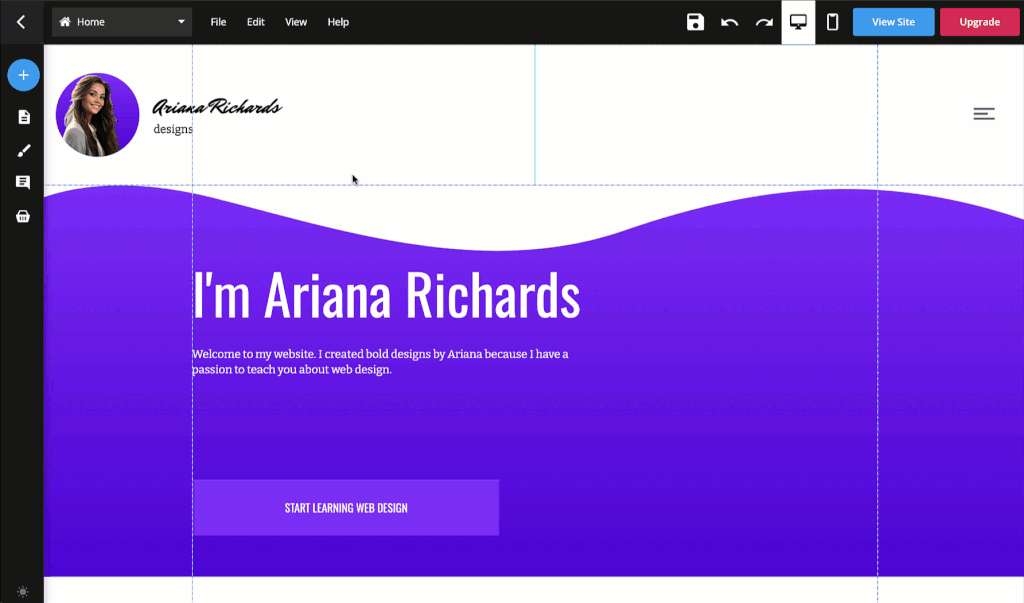 Home
File
Edit
View
Help
View Site
Upgrade
Ariana Richards
designs
I'm Ariana Richards
Welcome to my website. I created bold designs by Ariana because I have a
passion to teach you about web design.
START LEARNING WEB DESIGN